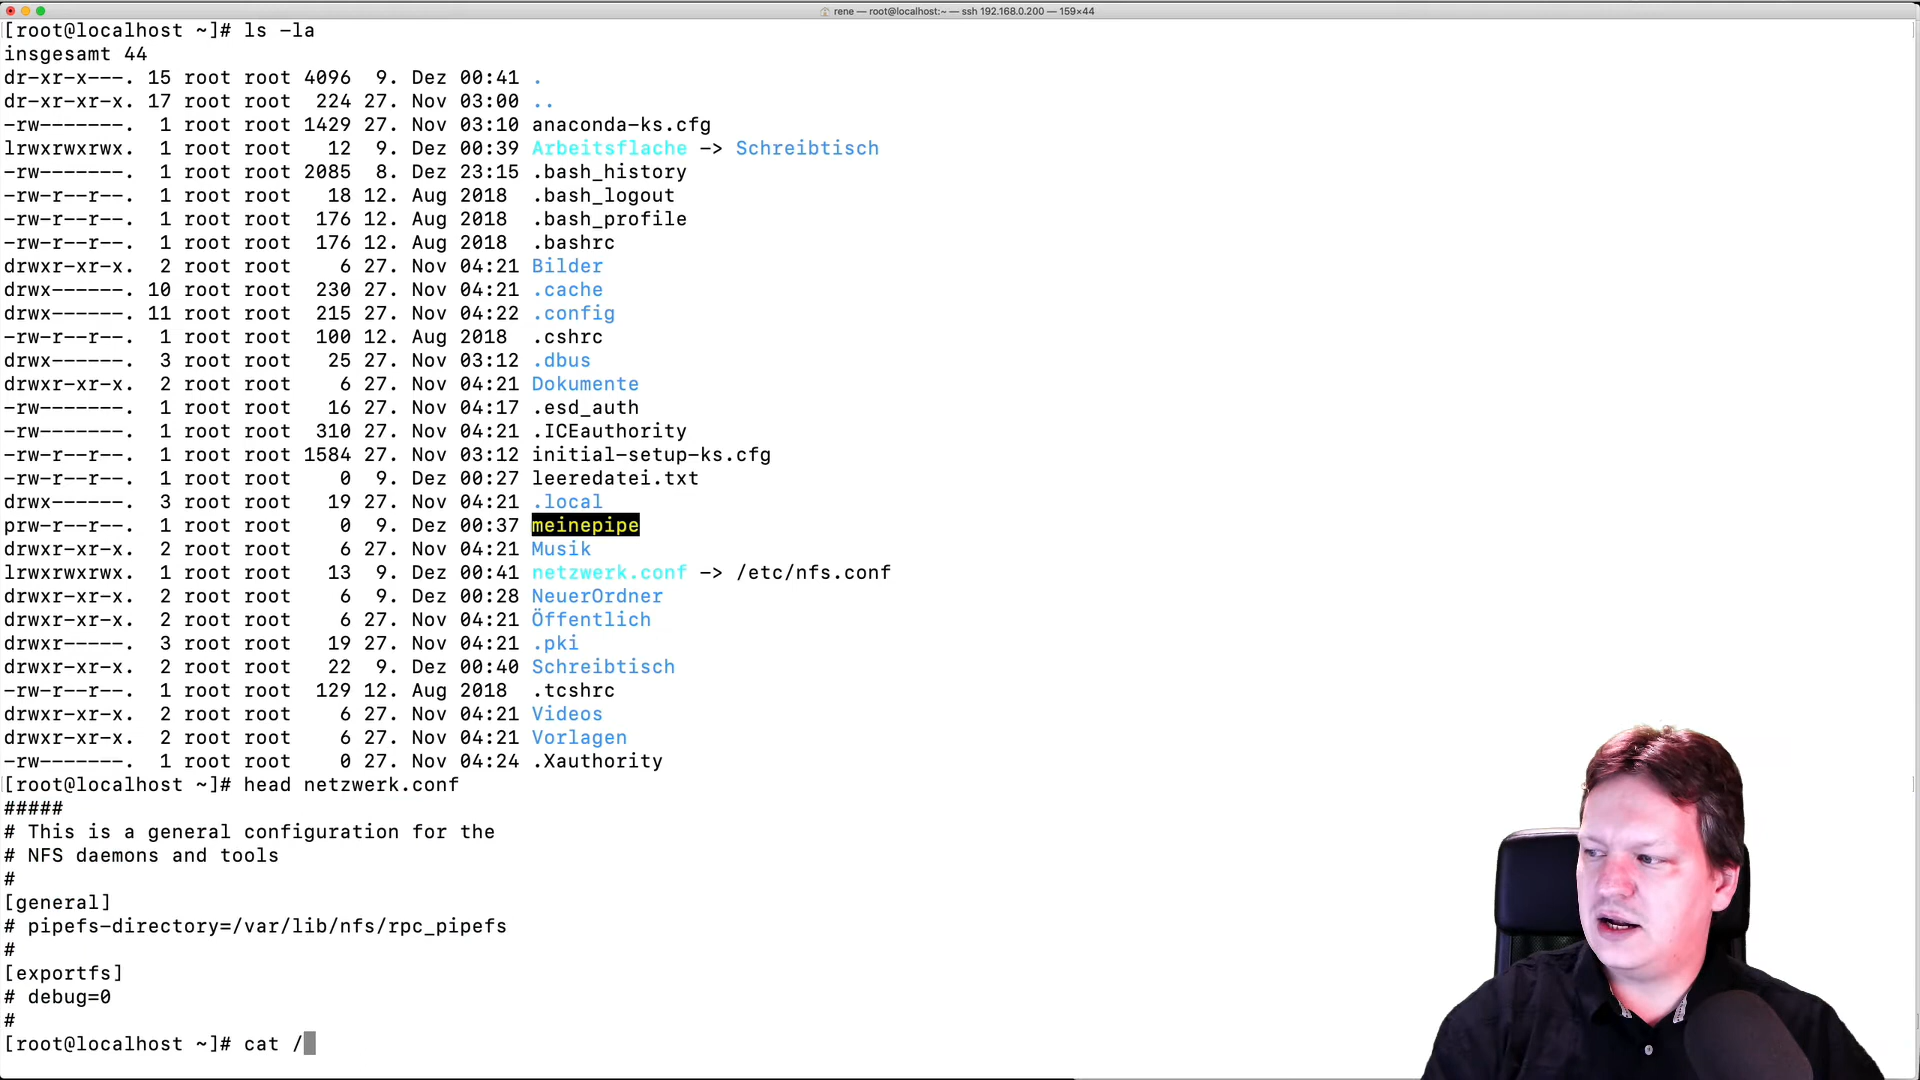 rene — root@localhost:~ — ssh 192.168.0.200 — 159×44
[root@localhost ~]# ls -la
insgesamt 44
dr-xr-x---. 15 root root 4096  9. Dez 00:41 .
dr-xr-xr-x. 17 root root  224 27. Nov 03:00 ..
-rw-------.  1 root root 1429 27. Nov 03:10 anaconda-ks.cfg
lrwxrwxrwx.  1 root root   12  9. Dez 00:39 Arbeitsflache -> Schreibtisch
-rw-------.  1 root root 2085  8. Dez 23:15 .bash_history
-rw-r--r--.  1 root root   18 12. Aug 2018  .bash_logout
-rw-r--r--.  1 root root  176 12. Aug 2018  .bash_profile
-rw-r--r--.  1 root root  176 12. Aug 2018  .bashrc
drwxr-xr-x.  2 root root    6 27. Nov 04:21 Bilder
drwx------. 10 root root  230 27. Nov 04:21 .cache
drwx------. 11 root root  215 27. Nov 04:22 .config
-rw-r--r--.  1 root root  100 12. Aug 2018  .cshrc
drwx------.  3 root root   25 27. Nov 03:12 .dbus
drwxr-xr-x.  2 root root    6 27. Nov 04:21 Dokumente
-rw-------.  1 root root   16 27. Nov 04:17 .esd_auth
-rw-------.  1 root root  310 27. Nov 04:21 .ICEauthority
-rw-r--r--.  1 root root 1584 27. Nov 03:12 initial-setup-ks.cfg
-rw-r--r--.  1 root root    0  9. Dez 00:27 leeredatei.txt
drwx------.  3 root root   19 27. Nov 04:21 .local
prw-r--r--.  1 root root    0  9. Dez 00:37 meinepipe
drwxr-xr-x.  2 root root    6 27. Nov 04:21 Musik
lrwxrwxrwx.  1 root root   13  9. Dez 00:41 netzwerk.conf -> /etc/nfs.conf
drwxr-xr-x.  2 root root    6  9. Dez 00:28 NeuerOrdner
drwxr-xr-x.  2 root root    6 27. Nov 04:21 Öffentlich
drwxr-----.  3 root root   19 27. Nov 04:21 .pki
drwxr-xr-x.  2 root root   22  9. Dez 00:40 Schreibtisch
-rw-r--r--.  1 root root  129 12. Aug 2018  .tcshrc
drwxr-xr-x.  2 root root    6 27. Nov 04:21 Videos
drwxr-xr-x.  2 root root    6 27. Nov 04:21 Vorlagen
-rw-------.  1 root root    0 27. Nov 04:24 .Xauthority
[root@localhost ~]# head netzwerk.conf
#####
# This is a general configuration for the
# NFS daemons and tools
#
[general]
# pipefs-directory=/var/lib/nfs/rpc_pipefs
#
[exportfs]
# debug=0
#
[root@localhost ~]# cat /